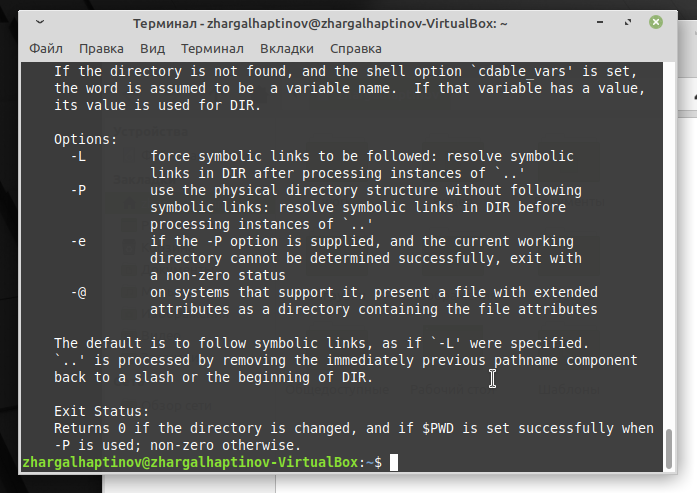 Терминал - zhargalhaptinov@zhargalhaptinov-VirtualBox: ~
Файл Правка Вид Терминал Вкладки Справка
If the directory is not found, and the shell option `cdable_vars' is set,
the word is assumed to be  a variable name.  If that variable has a value,
its value is used for DIR.
Options:
-L force symbolic links to be followed: resolve symbolic
links in DIR after processing instances of `..'
-P use the physical directory structure without following
symbolic links: resolve symbolic links in DIR before
processing instances of `..'
-e if the -P option is supplied, and the current working
directory cannot be determined successfully, exit with
a non-zero status
-@ on systems that support it, present a file with extended
attributes as a directory containing the file attributes
The default is to follow symbolic links, as if `-L' were specified.
`..' is processed by removing the immediately previous pathname component
back to a slash or the beginning of DIR.
Exit Status:
Returns 0 if the directory is changed, and if $PWD is set successfully when
-P is used; non-zero otherwise.
zhargalhaptinov@zhargalhaptinov-VirtualBox:~$